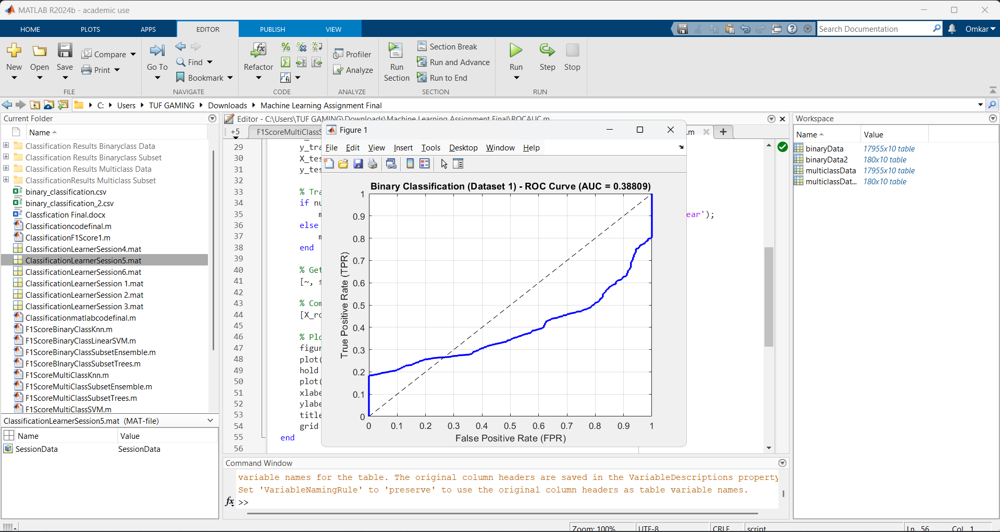 MATLAB R2024b - academic use
HOME PLOTS APPS EDITOR PUBLISH VIEW
Search Documentation
Omkar
New
Open
Save
Compare
Print
FILE
Go To
Find
Bookmark
NAVIGATE
Refactor
CODE
Profiler
Analyze
ANALYZE
Run Section
Section Break
Run and Advance
Run to End
SECTION
Run
Step
Stop
RUN
C: Users TUF GAMING Downloads Machine Learning Assignment Final
Current Folder
Name
Classification Results Binaryclass Data
Classification Results Binaryclass Subset
Classification Results Multiclass Data
ClassificationResults Multiclass Subset
binary_classification.csv
binary_classification_2.csv
Classfication Final.docx
Classificationcodefinal.m
ClassificationF1Score1.m
ClassificationLearnerSession4.mat
ClassificationLearnerSession5.mat
ClassificationLearnerSession6.mat
ClassificationLearnerSession 1.mat
ClassificationLearnerSession 2.mat
ClassificationLearnerSession 3.mat
Classificationmatlabcodefinal.m
F1ScoreBinaryClassKnn.m
F1ScoreBinaryClassLinearSVM.m
F1ScoreBinaryClassSubsetEnsemble.m
F1ScoreBInaryClassSubsetTrees.m
F1ScoreMultiClassKnn.m
F1ScoreMultiClassSubsetEnsemble.m
F1ScoreMultiClassSubsetTrees.m
F1ScoreMultiClassSVM.m
ClassificationLearnerSession5.mat (MAT-file)
Name Value
SessionData SessionData
Editor - C:\Users\TUF GAMING\Downloads\Machine Learning Assignment Final\ROCAUC.m
+5 F1ScoreMultiClassS .m
29 y_tra
30 X_tes
31 y_tes
32
33 % Tra
34 if nu
35 m ear');
36 else
37 m
38 end
39
40 % Get
41 [~, s
42
43 % Com
44 [X_ro
45
46 % Plo
47 figur
48 plot(
49 hold
50 plot(
51 xlabe
52 ylabe
53 title
54 grid
55 end
56
Figure 1
File Edit View Insert Tools Desktop Window Help
Binary Classification (Dataset 1) - ROC Curve (AUC = 0.38809)
1
0.9
0.8
0.7
0.6
0.5
0.4
0.3
0.2
0.1
0
True Positive Rate (TPR)
0 0.1 0.2 0.3 0.4 0.5 0.6 0.7 0.8 0.9 1
False Positive Rate (FPR)
Command Window
variable names for the table. The original column headers are saved in the VariableDescriptions property
Set 'VariableNamingRule' to 'preserve' to use the original column headers as table variable names.
fx >>
Workspace
Name Value
binaryData 17955x10 table
binaryData2 180x10 table
multiclassData 17955x10 table
multiclassDat... 180x10 table
Zoom: 100% UTF-8 CRLF script Ln 56 Col 1